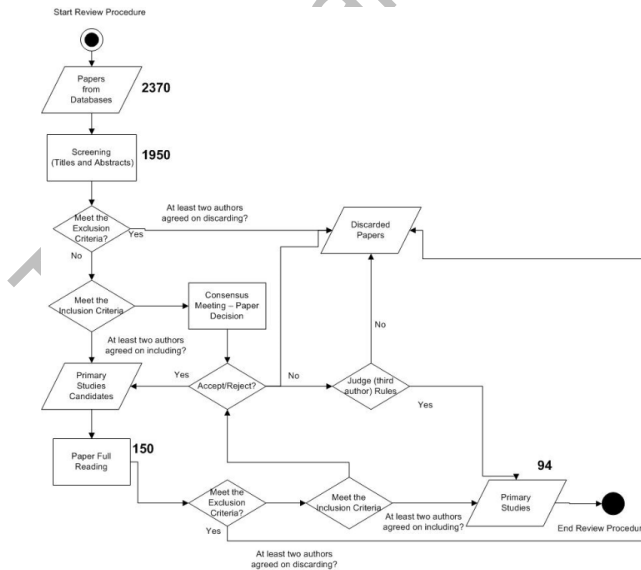 Start Review Procedure
Papers
from
Databases
2370
Screening
(Titles and Abstracts)
1950
At least two authors
agreed on discarding?
Meet the
Exclusion
Criteria?
Yes
No
Discarded
Papers
Meet the
Inclusion Criteria
Consensus
Meeting – Paper
Decision
At least two authors
agreed on including?
No
Primary
Studies
Candidates
Yes
Accept/Reject?
No
Judge (third
author) Rules
Yes
Paper Full
Reading
150
94
Meet the
Exclusion
Criteria?
Meet the
Inclusion Criteria
Primary
Studies
At least two authors
agreed on including?
Yes
End Review Procedure
At least two authors
agreed on discarding?